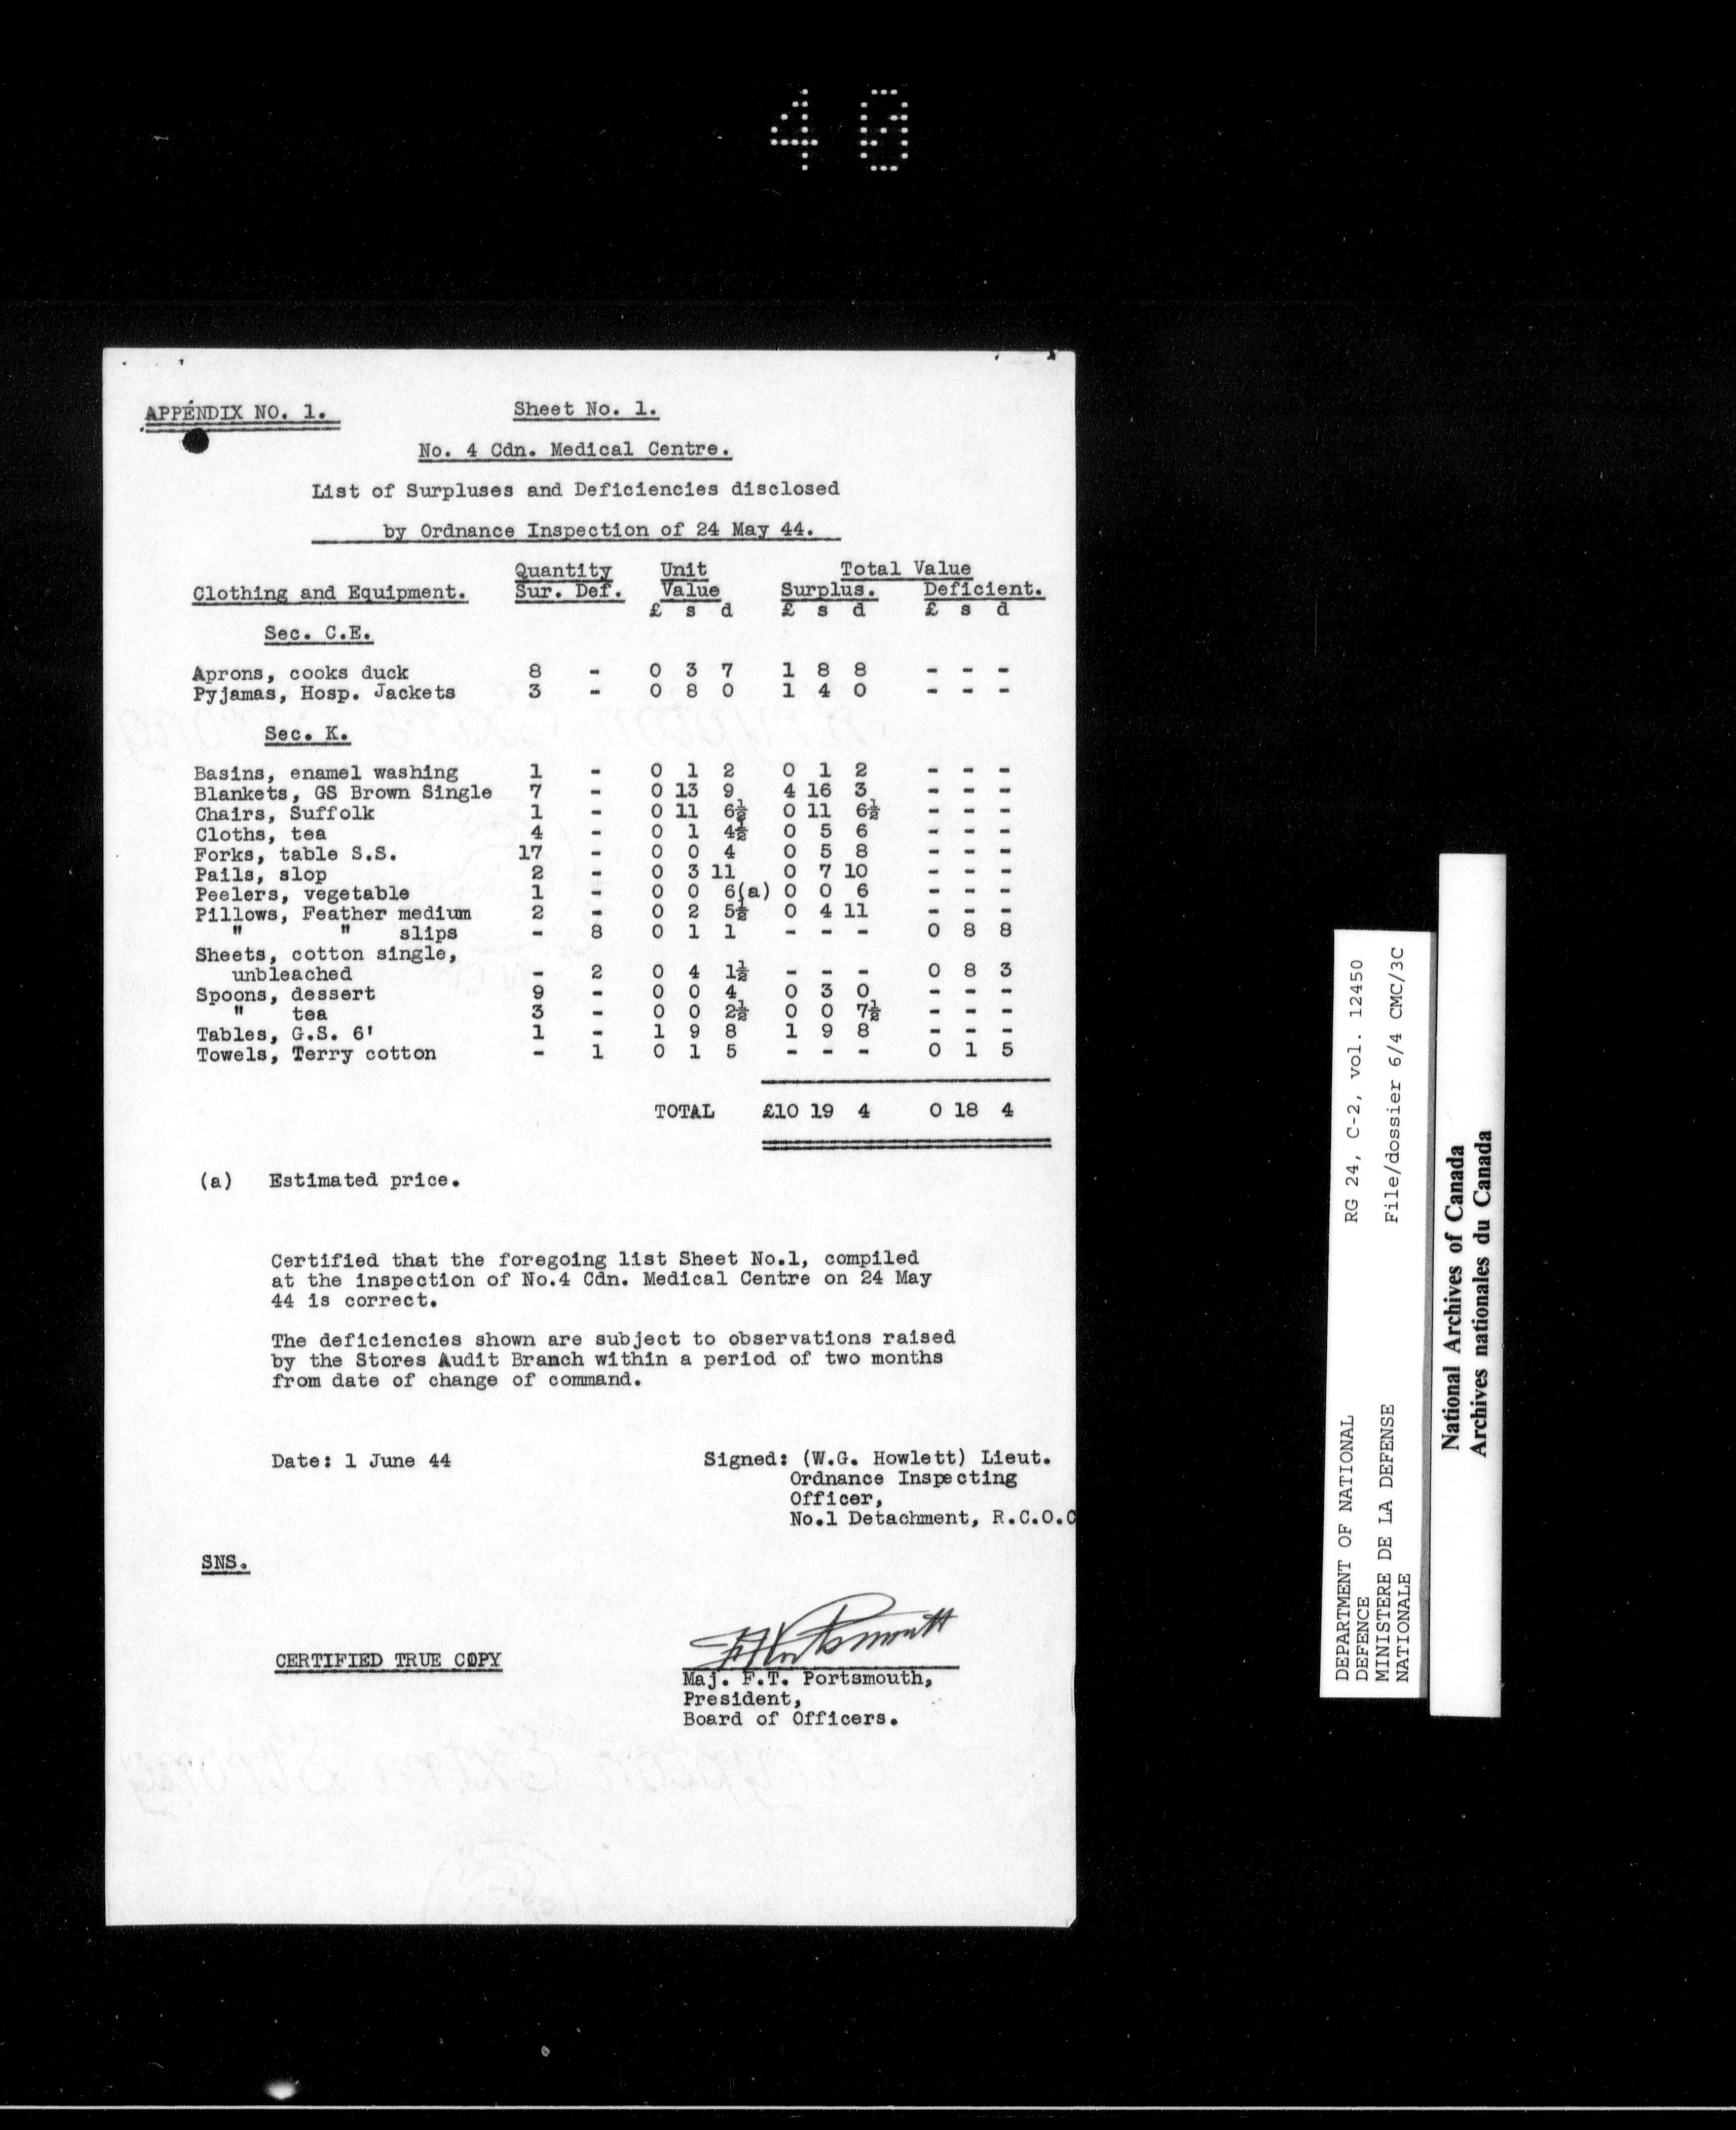 40
APPENDIX NO. 1.
Sheet No. 1.
No. 4 Cdn. Medical Centre.
List of Surpluses and Deficiencies disclosed
by Ordnance Inspection of 24 May 44.
Quantity Unit Total Value
Clothing and Equipment. Sur. Def. Value Surplus. Deficient.
£ s d £ s d £ s d
Sec. C.E.
Aprons, cooks duck 8 - 0 3 7 1 8 8 - - -
Pyjamas, Hosp. Jackets 3 - 0 8 0 1 4 0 - - -
Sec. K.
Basins, enamel washing 1 - 0 1 2 0 1 2 - - -
Blankets, GS Brown Single 7 - 0 13 9 4 16 3 - - -
Chairs, Suffolk 1 - 0 11 6½ 0 11 6½ - - -
Cloths, tea 4 - 0 1 4½ 0 5 6 - - -
Forks, table S.S. 17 - 0 0 4 0 5 8 - - -
Pails, slop 2 - 0 3 11 0 7 10 - - -
Peelers, vegetable 1 - 0 0 6(a) 0 0 6 - - -
Pillows, Feather medium 2 - 0 2 5½ 0 4 11 - - -
" " slips - 8 0 1 1 - - - 0 8 8
Sheets, cotton single,
unbleached - 2 0 4 1½ - - - 0 8 3
Spoons, dessert 9 - 0 0 4 0 3 0 - - -
" tea 3 - 0 0 2½ 0 0 7½ - - -
Tables, G.S. 6' 1 - 1 9 8 1 9 8 - - -
Towels, Terry cotton - 1 0 1 5 - - - 0 1 5
TOTAL £10 19 4 0 18 4
(a) Estimated price.
Certified that the foregoing list Sheet No.1, compiled
at the inspection of No.4 Cdn. Medical Centre on 24 May
44 is correct.
The deficiencies shown are subject to observations raised
by the Stores Audit Branch within a period of two months
from date of change of command.
Date: 1 June 44 Signed: (W.G. Howlett) Lieut.
Ordnance Inspecting
Officer,
No.1 Detachment, R.C.O.C
SNS.
CERTIFIED TRUE COPY
Maj. F.T. Portsmouth,
President,
Board of Officers.
DEPARTMENT OF NATIONAL RG 24, C-2, vol. 12450
DEFENCE
MINISTERE DE LA DEFENSE File/dossier 6/4 CMC/3C
NATIONALE
National Archives of Canada
Archives nationales du Canada